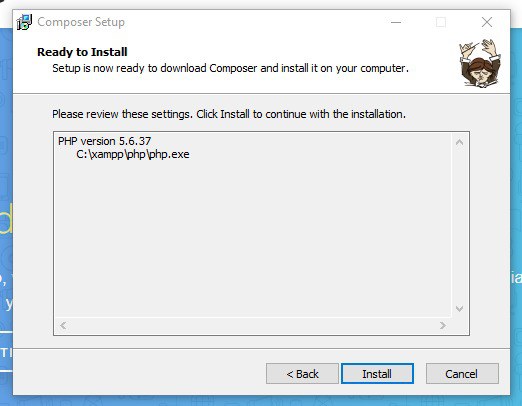 Composer Setup
Ready to Install
Setup is now ready to download Composer and install it on your computer.
Please review these settings. Click Install to continue with the installation.
PHP version 5.6.37
C:\xampp\php\php.exe
< Back
Install
Cancel